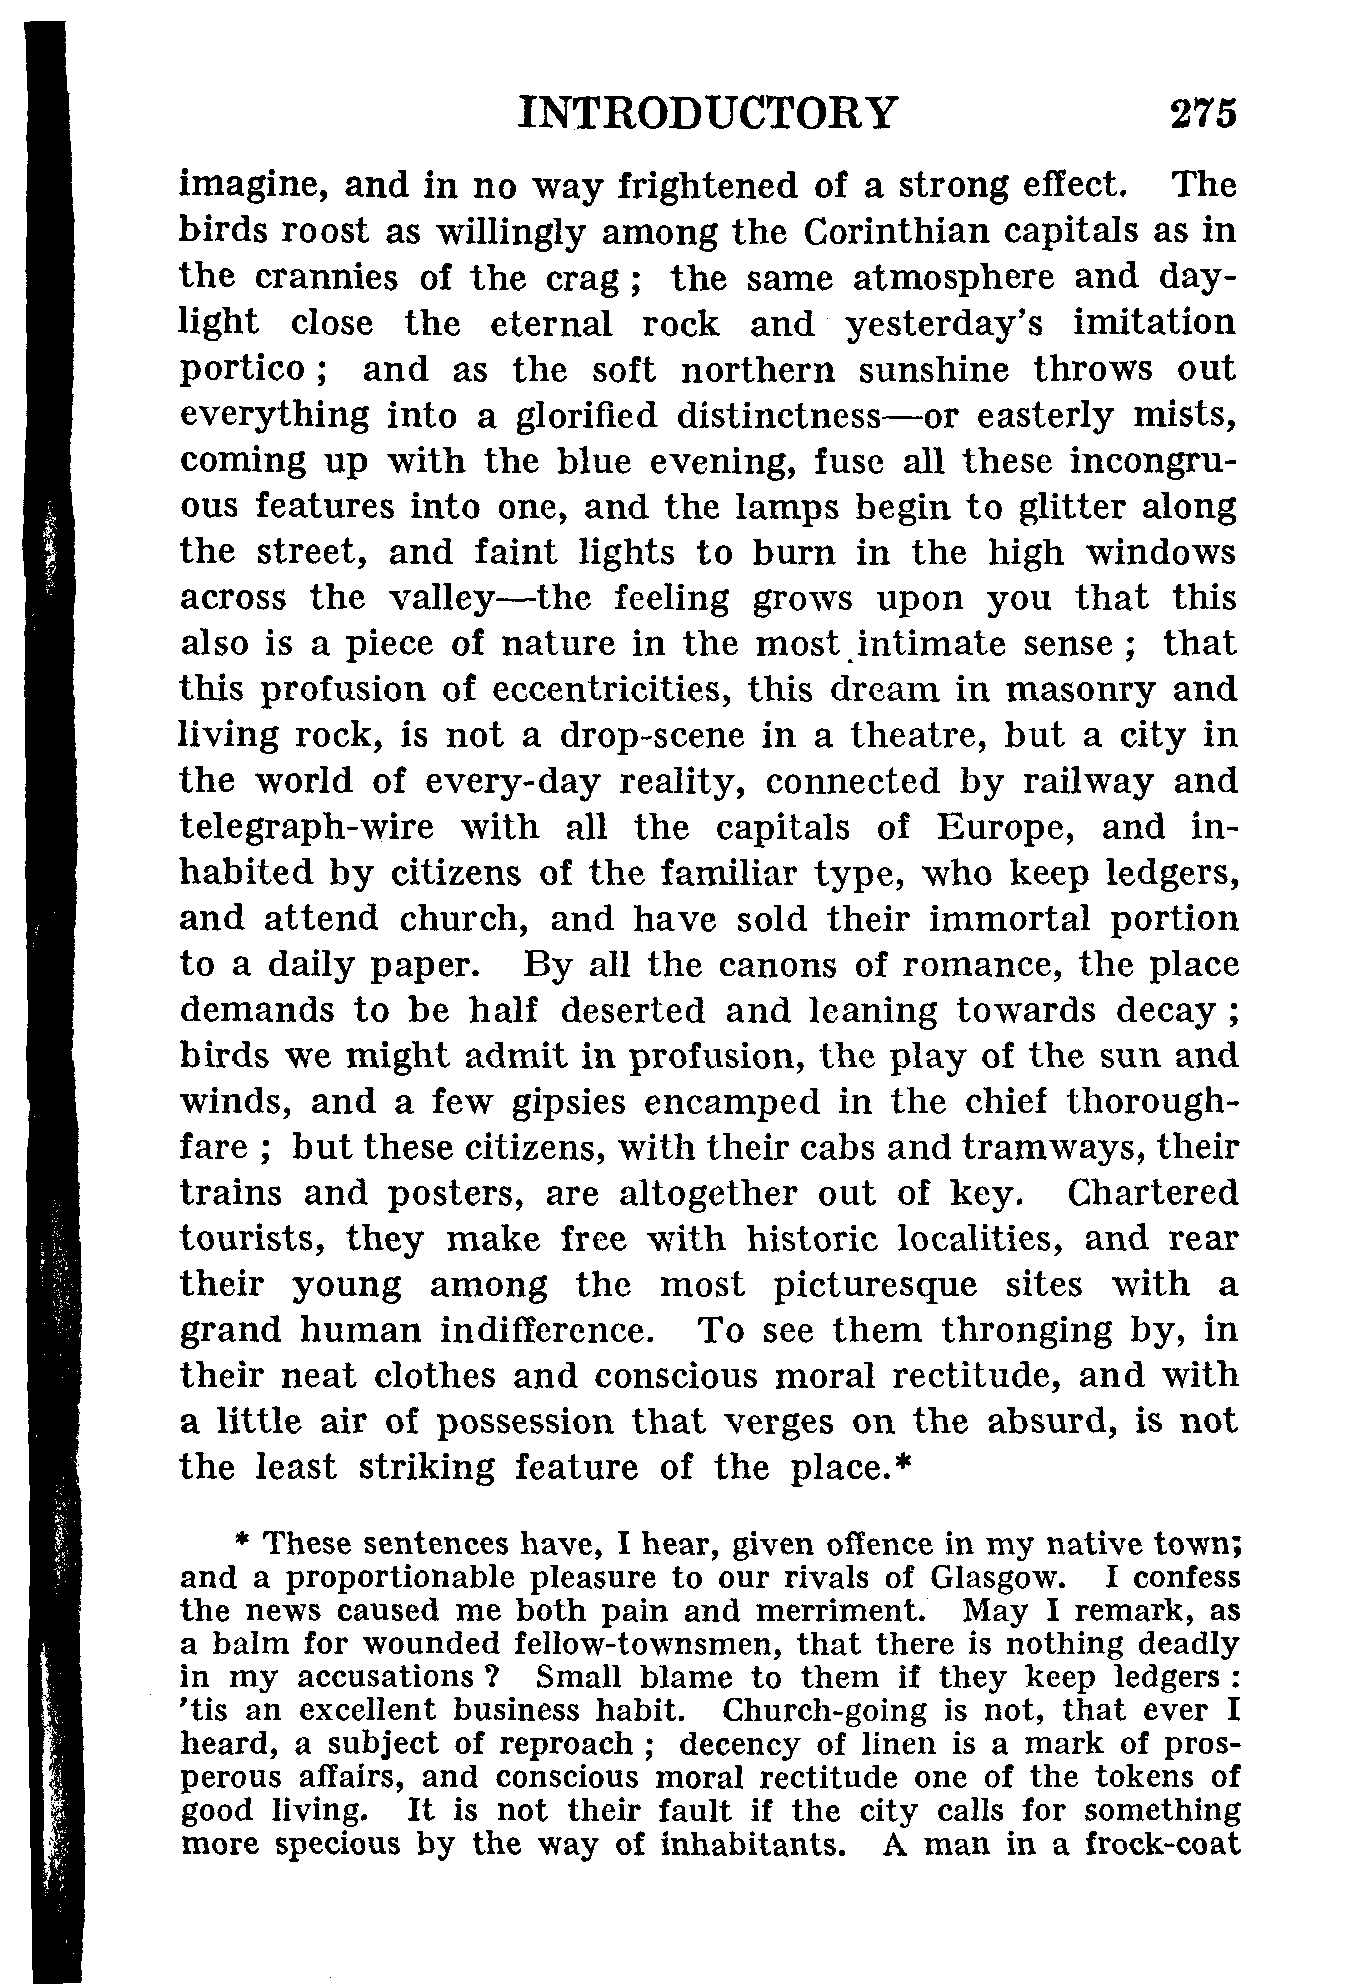 INTRODUCTORY 275
imagine, and in no way frightened of a strong effect. The
birds roost as willingly among the Corinthian capitals as in
the crannies of the crag ; the same atmosphere and day-
light close the eternal rock and yesterday's imitation
portico ; and as the soft northern sunshine throws out
everything into a glorified distinctness—or easterly mists,
coming up with the blue evening, fuse all these incongru-
ous features into one, and the lamps begin to glitter along
the street, and faint lights to burn in the high windows
across the valley—the feeling grows upon you that this
also is a piece of nature in the most intimate sense ; that
this profusion of eccentricities, this dream in masonry and
living rock, is not a drop-scene in a theatre, but a city in
the world of every-day reality, connected by railway and
telegraph-wire with all the capitals of Europe, and in-
habited by citizens of the familiar type, who keep ledgers,
and attend church, and have sold their immortal portion
to a daily paper. By all the canons of romance, the place
demands to be half deserted and leaning towards decay ;
birds we might admit in profusion, the play of the sun and
winds, and a few gipsies encamped in the chief thorough-
fare ; but these citizens, with their cabs and tramways, their
trains and posters, are altogether out of key. Chartered
tourists, they make free with historic localities, and rear
their young among the most picturesque sites with a
grand human indifference. To see them thronging by, in
their neat clothes and conscious moral rectitude, and with
a little air of possession that verges on the absurd, is not
the least striking feature of the place.*
* These sentences have, I hear, given offence in my native town;
and a proportionable pleasure to our rivals of Glasgow. I confess
the news caused me both pain and merriment. May I remark, as
a balm for wounded fellow-townsmen, that there is nothing deadly
in my accusations ? Small blame to them if they keep ledgers :
'tis an excellent business habit. Church-going is not, that ever I
heard, a subject of reproach ; decency of linen is a mark of pros-
perous affairs, and conscious moral rectitude one of the tokens of
good living. It is not their fault if the city calls for something
more specious by the way of inhabitants. A man in a frock-coat